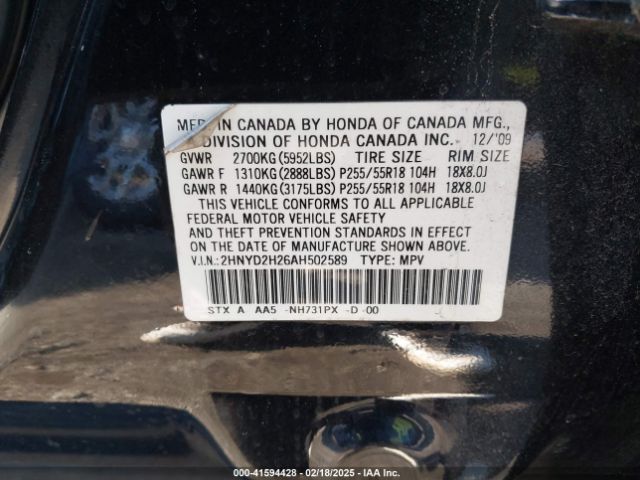 MFD. IN CANADA BY HONDA OF CANADA MFG.,
DIVISION OF HONDA CANADA INC. 12/'09
GVWR 2700KG(5952LBS) TIRE SIZE RIM SIZE
GAWR F 1310KG(2888LBS) P255/55R18 104H 18X8.0J
GAWR R 1440KG(3175LBS) P255/55R18 104H 18X8.0J
THIS VEHICLE CONFORMS TO ALL APPLICABLE
FEDERAL MOTOR VEHICLE SAFETY
AND THEFT PREVENTION STANDARDS IN EFFECT
ON THE DATE OF MANUFACTURE SHOWN ABOVE.
V.I.N.:2HNYD2H26AH502589 TYPE: MPV
STX A AA5 -NH731PX -D -00
000-41594428 - 02/18/2025 - IAA Inc.